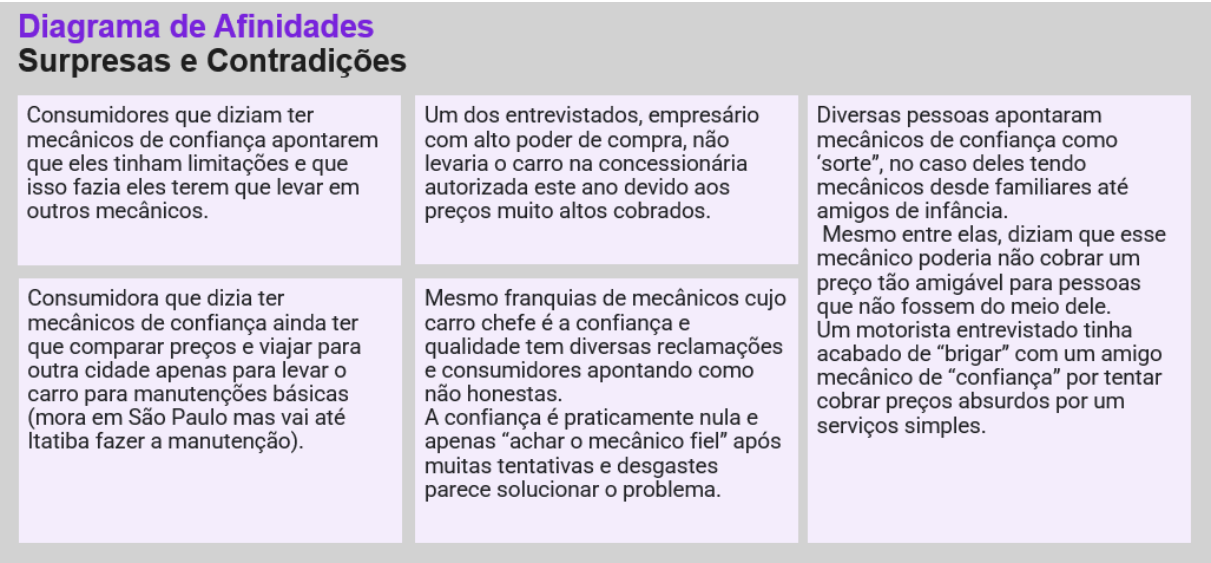 Diagrama de Afinidades
Surpresas e Contradições
Consumidores que diziam ter
mecânicos de confiança apontarem
que eles tinham limitações e que
isso fazia eles terem que levar em
outros mecânicos.
Um dos entrevistados, empresário
com alto poder de compra, não
levaria o carro na concessionária
autorizada este ano devido aos
preços muito altos cobrados.
Diversas pessoas apontaram
mecânicos de confiança como
‘sorte”, no caso deles tendo
mecânicos desde familiares até
amigos de infância.
Mesmo entre elas, diziam que esse
mecânico poderia não cobrar um
preço tão amigável para pessoas
que não fossem do meio dele.
Um motorista entrevistado tinha
acabado de “brigar” com um amigo
mecânico de “confiança” por tentar
cobrar preços absurdos por um
serviços simples.
Consumidora que dizia ter
mecânicos de confiança ainda ter
que comparar preços e viajar para
outra cidade apenas para levar o
carro para manutenções básicas
(mora em São Paulo mas vai até
Itatiba fazer a manutenção).
Mesmo franquias de mecânicos cujo
carro chefe é a confiança e
qualidade tem diversas reclamações
e consumidores apontando como
não honestas.
A confiança é praticamente nula e
apenas “achar o mecânico fiel” após
muitas tentativas e desgastes
parece solucionar o problema.